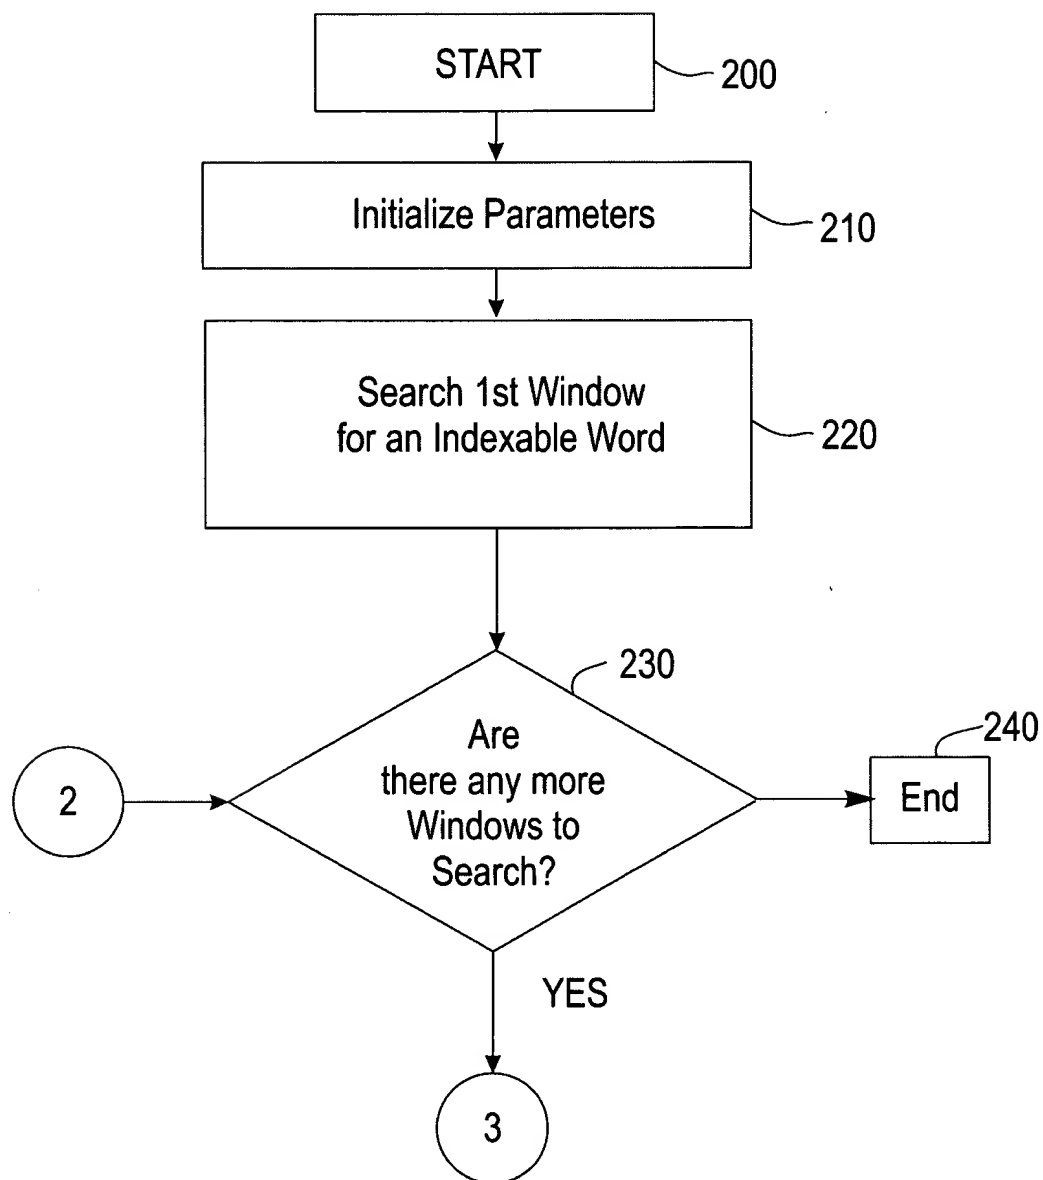 START
200
Initialize Parameters
210
Search 1st Window
for an Indexable Word
220
230
Are
there any more
Windows to
Search?
2
240
End
YES
3